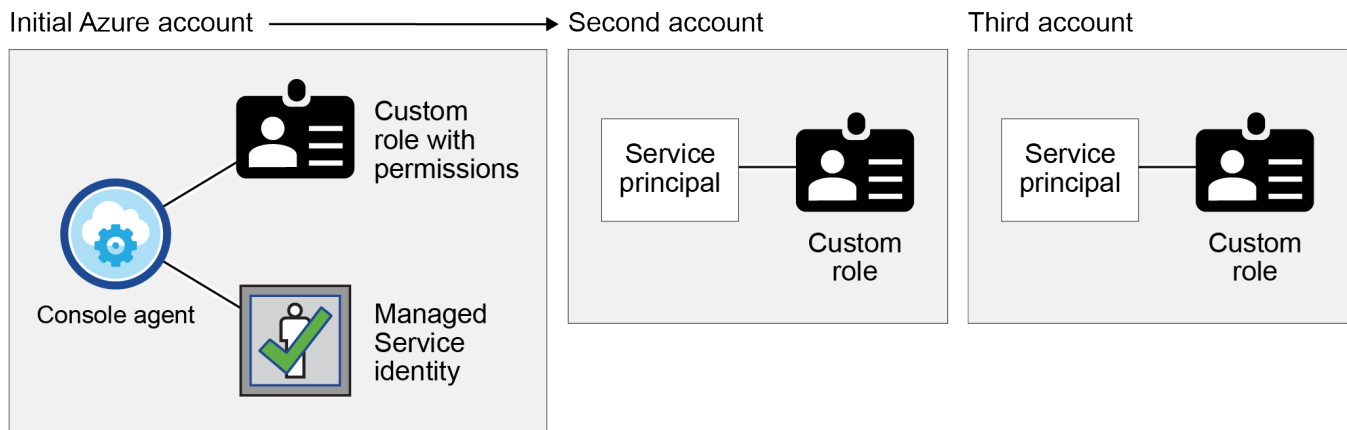 Initial Azure account
Second account
Third account
Custom
role with
permissions
Console agent
Managed
Service
identity
Service
principal
Custom
role
Service
principal
Custom
role